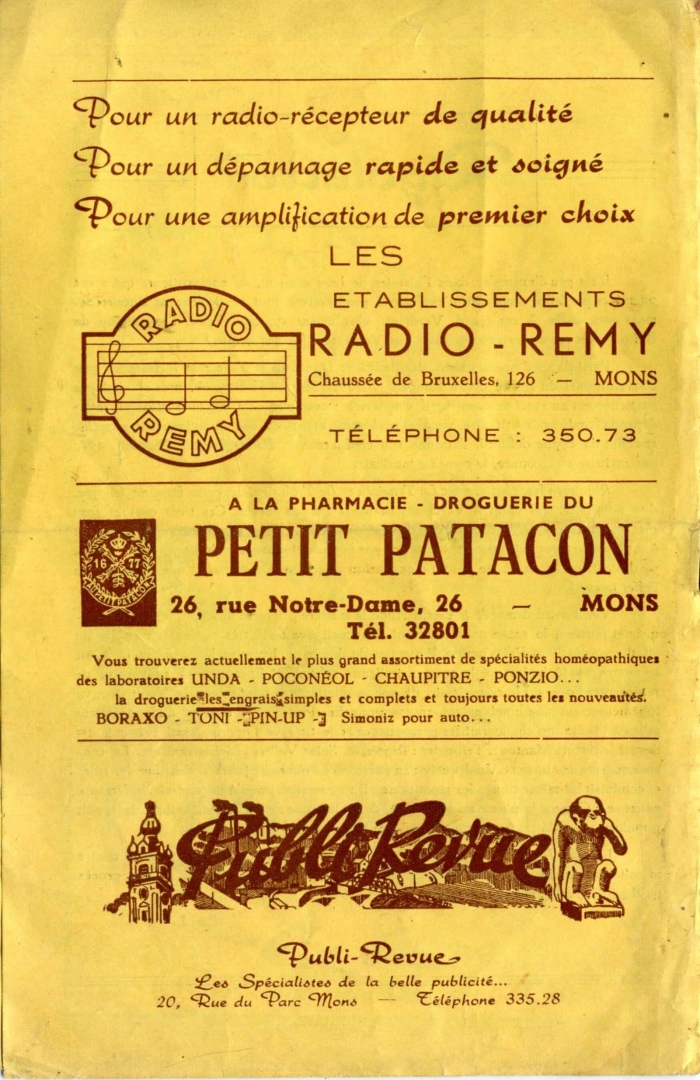 Pour un radio-récepteur de qualité
Pour un dépannage rapide et soigné
Pour une amplification de premier choix
LES
ETABLISSEMENTS
RADIO - REMY
RADIO
REMY
Chaussée de Bruxelles, 126 — MONS
TÉLÉPHONE : 350.73
A LA PHARMACIE - DROGUERIE DU
PETIT PATACON
16 77
AU PETIT PATACON
26, rue Notre-Dame, 26 — MONS
Tél. 32801
Vous trouverez actuellement le plus grand assortiment de spécialités homéopathiques
des laboratoires UNDA - POCONÉOL - CHAUPITRE - PONZIO...
la droguerie les engrais simples et complets et toujours toutes les nouveautés.
BORAXO - TONI - PIN-UP - Simoniz pour auto...
Publi Revue
Publi-Revue
Les Spécialistes de la belle publicité...
20, Rue du Parc Mons — Téléphone 335.28